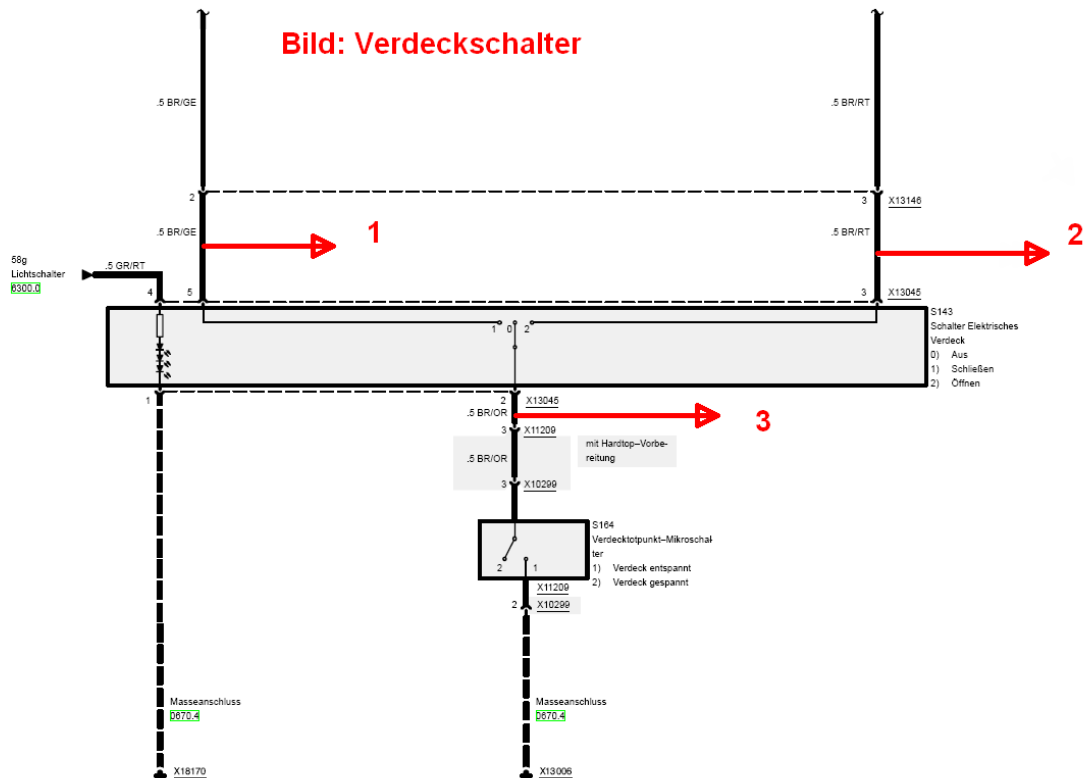 Bild: Verdeckschalter
.5 BR/GE
.5 BR/RT
2
3
X13146
.5 BR/GE
1
.5 BR/RT
2
58g
Lichtschalter
6300.0
.5 GR/RT
4
5
3
X13045
1
0
2
S143
Schalter Elektrisches
Verdeck
0) Aus
1) Schließen
2) Öffnen
1
2
X13045
.5 BR/OR
3
3
X11209
mit Hardtop–Vorbe-
reitung
.5 BR/OR
3
X10299
S164
Verdecktotpunkt–Mikroschal-
ter
1) Verdeck entspannt
2) Verdeck gespannt
2
1
X11209
2
X10299
Masseanschluss
0670.4
Masseanschluss
0670.4
X18170
X13006